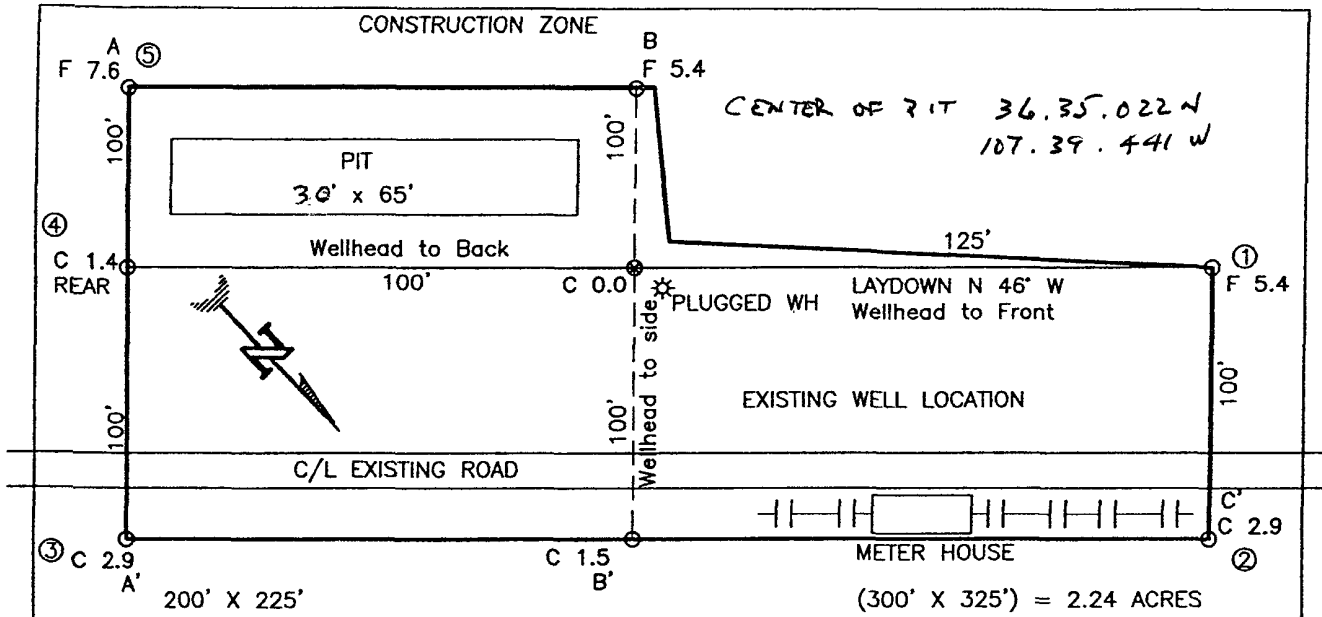 CONSTRUCTION ZONE
A ⑤
F 7.6
B
F 5.4
CENTER OF PIT 36.35.022 N
107.39.441 W
100'
100'
PIT
30' x 65'
④
C 1.4
REAR
Wellhead to Back
100'
C 0.0
PLUGGED WH
125'
LAYDOWN N 46° W
Wellhead to Front
①
F 5.4
Wellhead to side
N
EXISTING WELL LOCATION
100'
100'
100'
C/L EXISTING ROAD
③ C 2.9
A'
C 1.5
B'
METER HOUSE
C'
C 2.9
②
200' X 225'
(300' X 325') = 2.24 ACRES